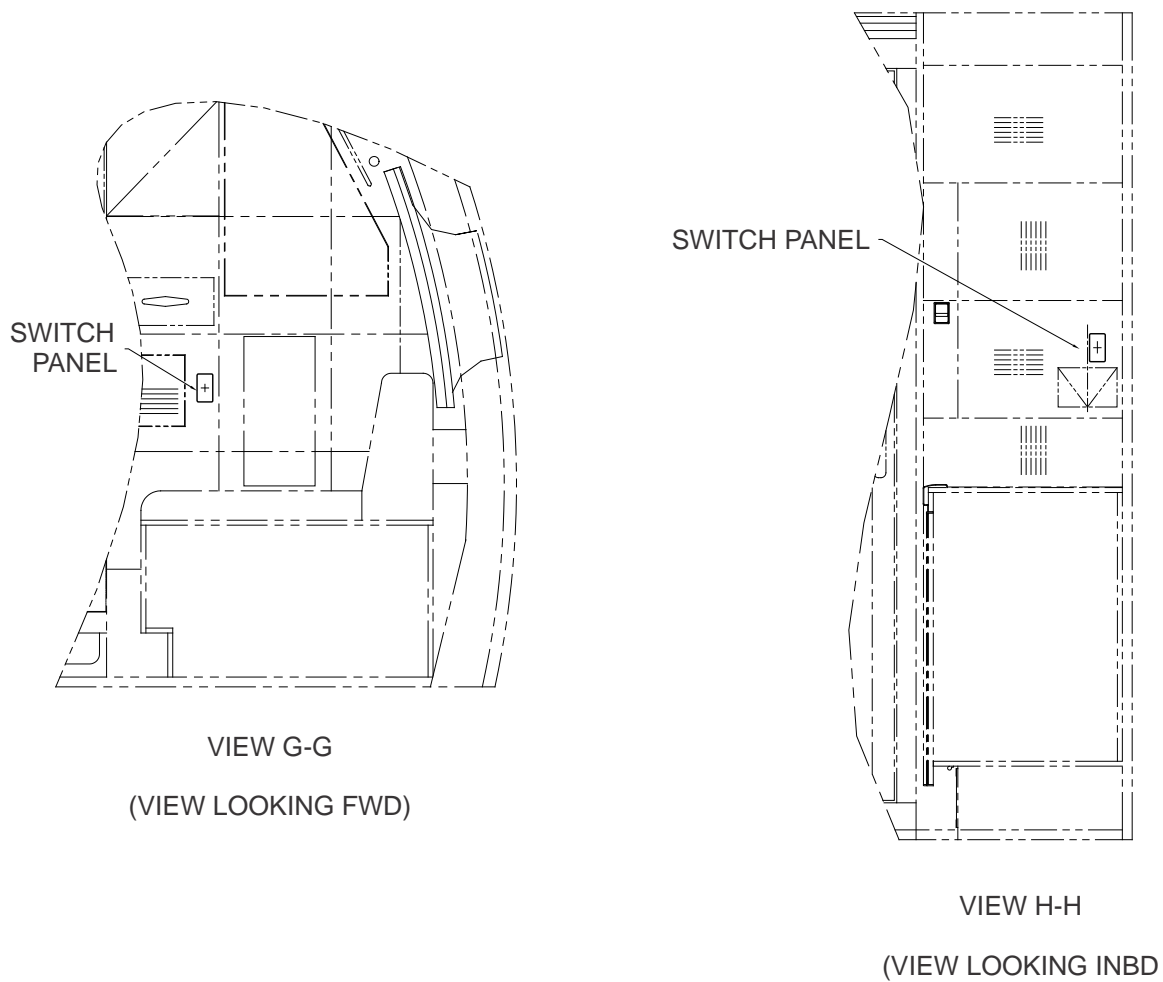 SWITCH PANEL
SWITCH
PANEL
VIEW G-G
(VIEW LOOKING FWD)
VIEW H-H
(VIEW LOOKING INBD